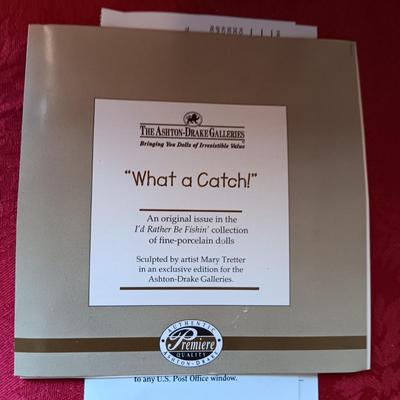 THE ASHTON-DRAKE GALLERIES
Bringing You Dolls of Irresistible Value
"What a Catch!"
An original issue in the
I'd Rather Be Fishin' collection
of fine-porcelain dolls
Sculpted by artist Mary Tretter
in an exclusive edition for the
Ashton-Drake Galleries.
AUTHENTIC
Premiere
QUALITY
ASHTON-DRAKE
to any U.S. Post Office window.